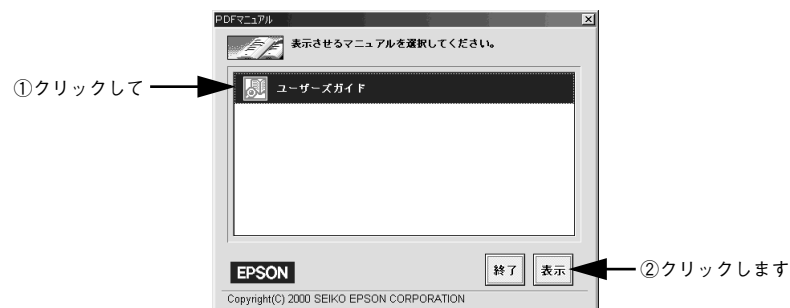 PDFマニュアル
表示させるマニュアルを選択してください。
①クリックして
ユーザーズガイド
EPSON
終了
表示
②クリックします
Copyright(C) 2000 SEIKO EPSON CORPORATION